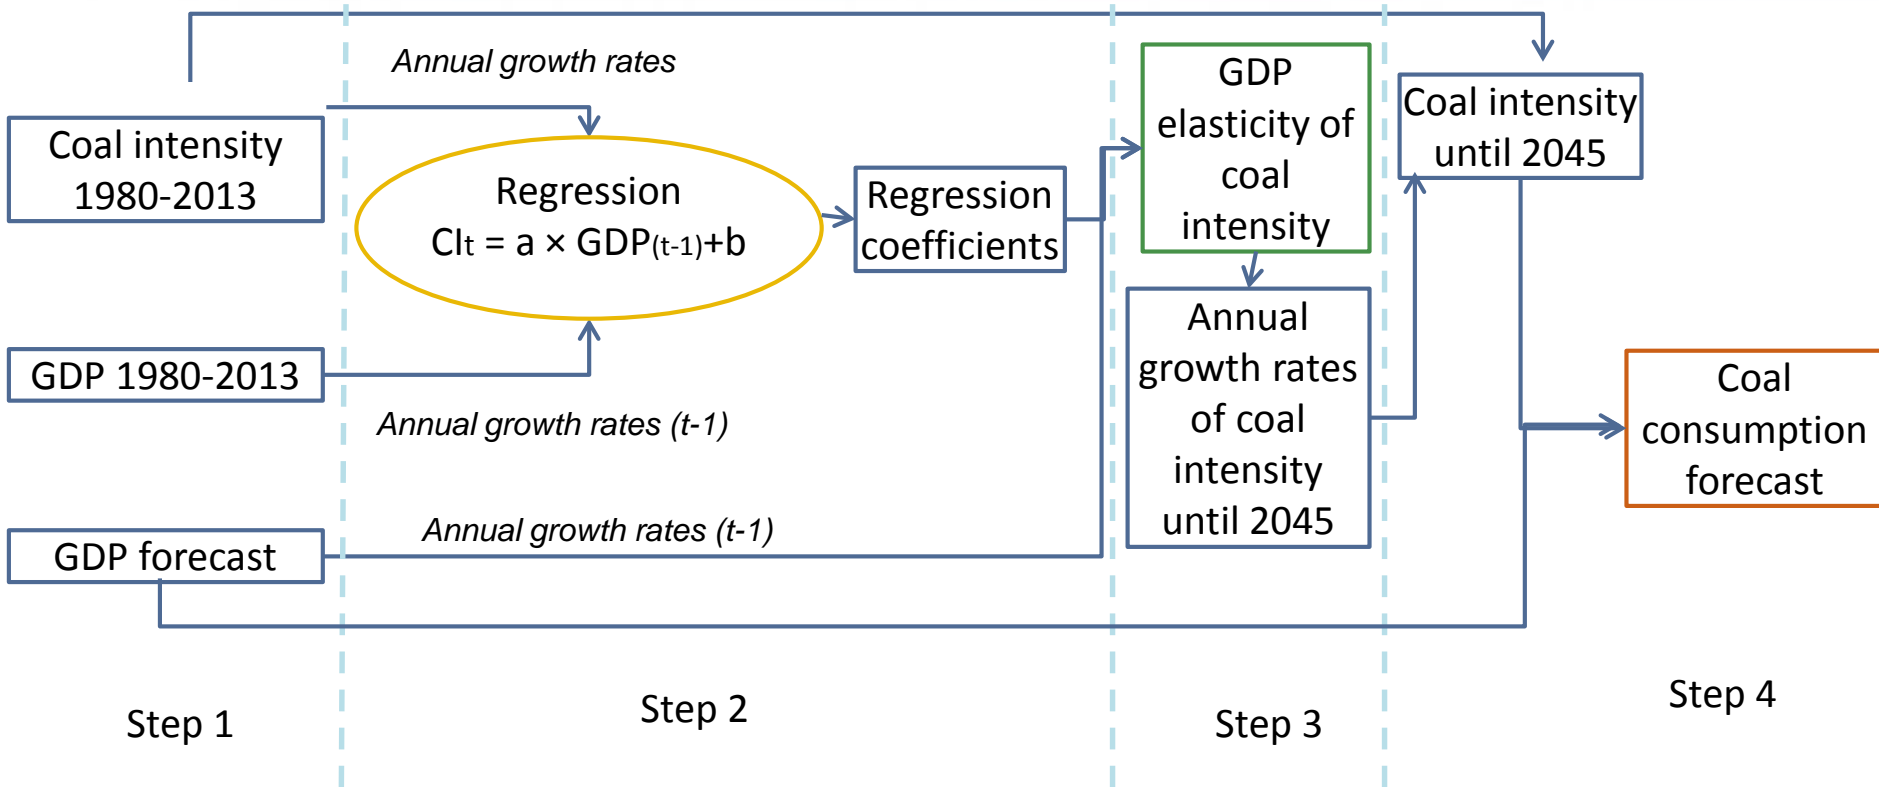 Annual growth rates
Coal intensity
1980-2013
Regression
CIt = a × GDP(t-1)+b
Regression
coefficients
GDP
elasticity of
coal
intensity
Coal intensity
until 2045
GDP 1980-2013
Annual growth rates (t-1)
Annual
growth rates
of coal
intensity
until 2045
Coal
consumption
forecast
GDP forecast
Annual growth rates (t-1)
Step 1
Step 2
Step 3
Step 4